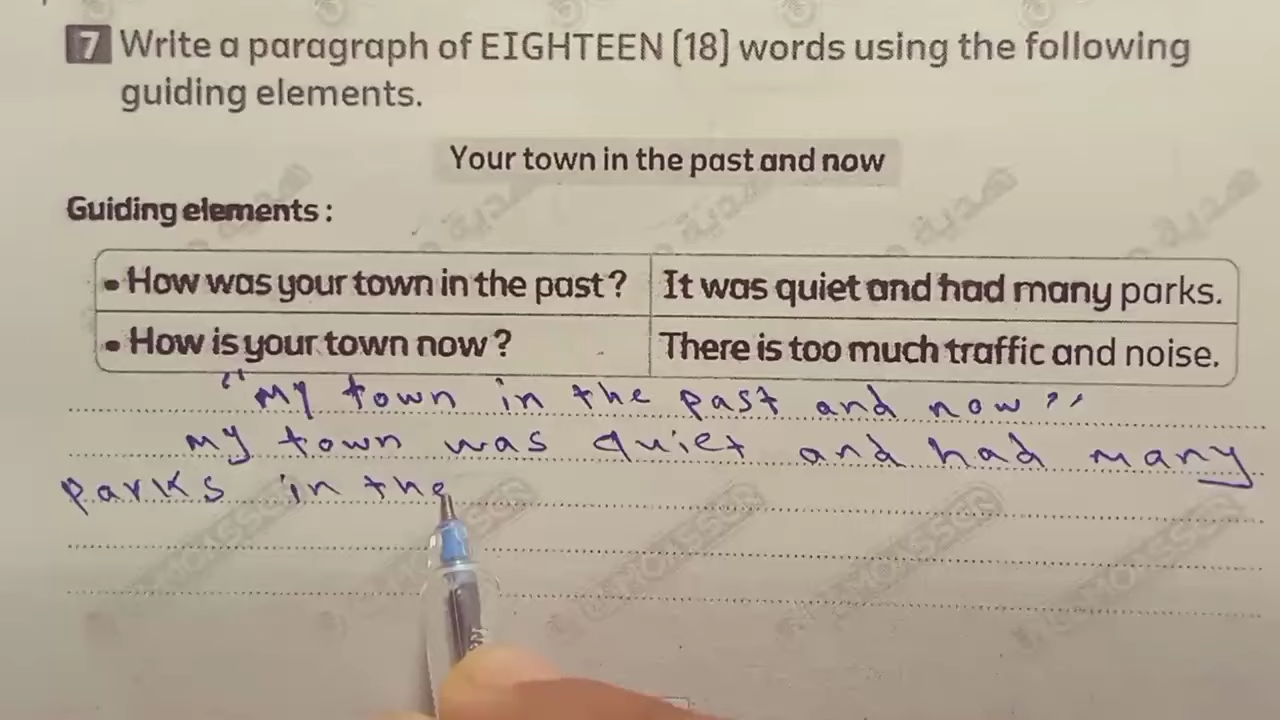 7 Write a paragraph of EIGHTEEN (18) words using the following
guiding elements.
Your town in the past and now
Guiding elements :
• How was your town in the past? It was quiet and had many parks.
• How is your town now? There is too much traffic and noise.
"My town in the past and now"
My town was quiet and had many
parks in the